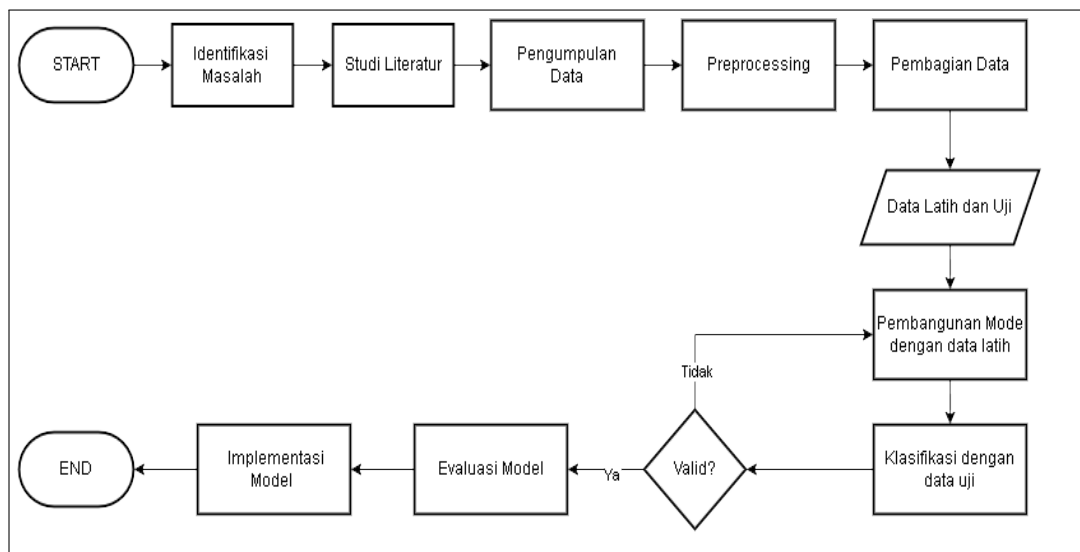 START
Identifikasi
Masalah
Studi Literatur
Pengumpulan
Data
Preprocessing
Pembagian Data
Data Latih dan Uji
Pembangunan Mode
dengan data latih
Tidak
Klasifikasi dengan
data uji
Valid?
Ya
Evaluasi Model
Implementasi
Model
END